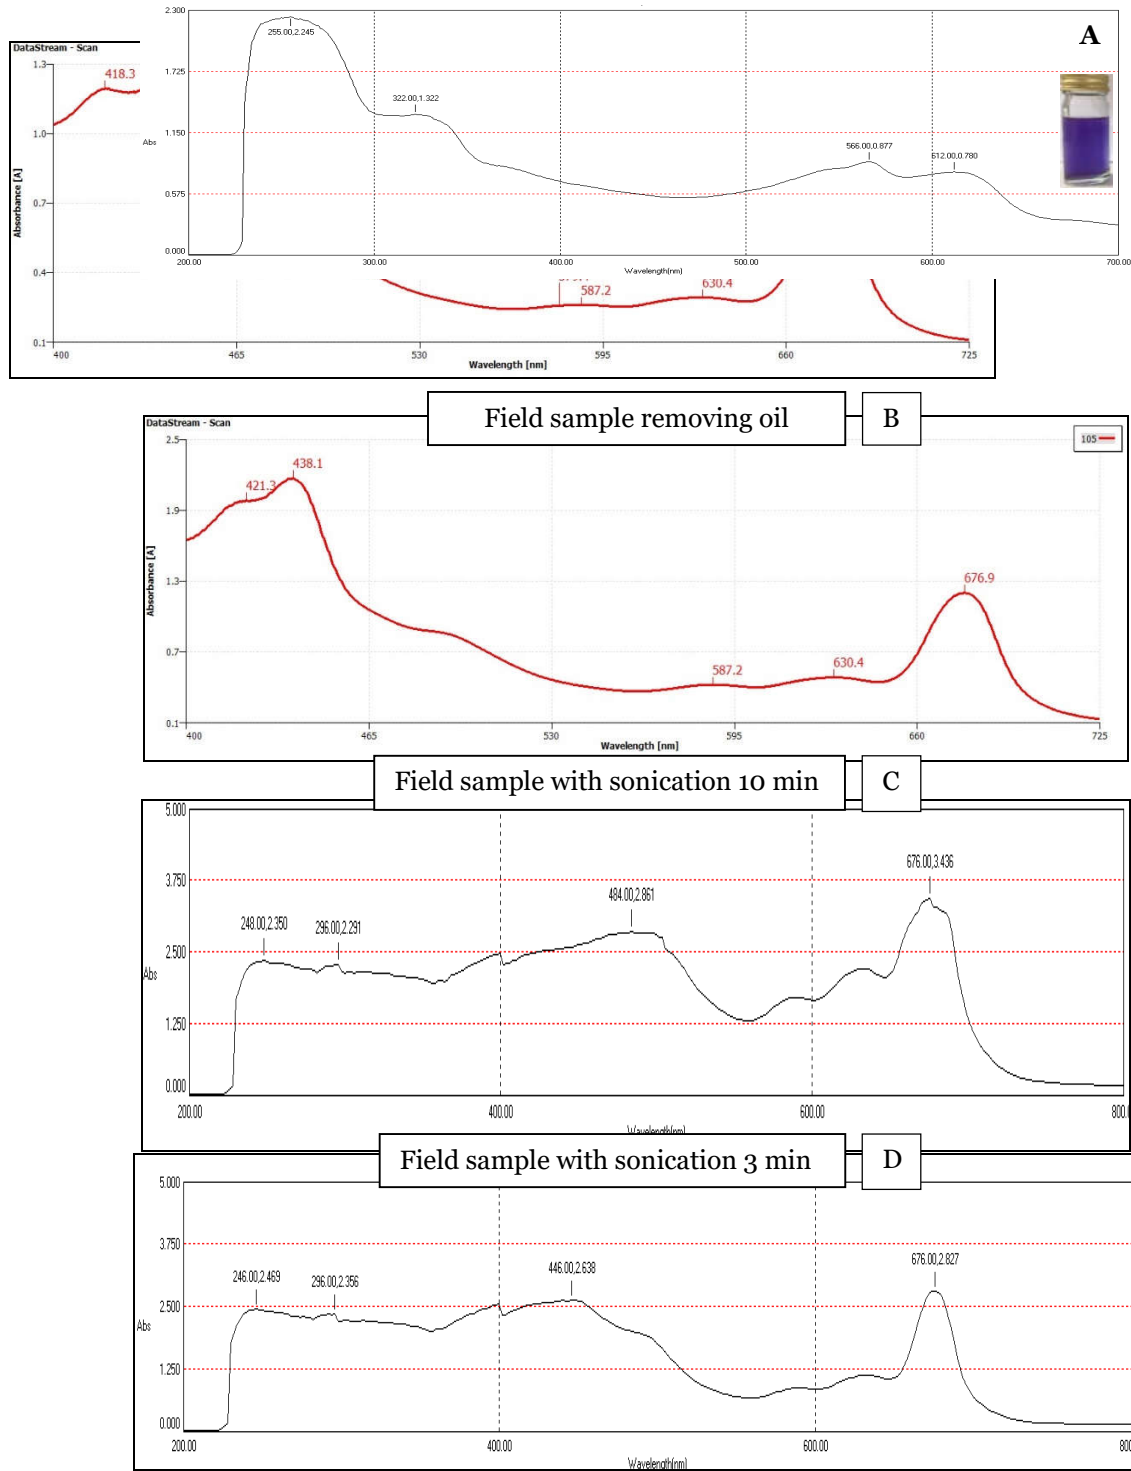 2.300
A
255.00,2.245
DataStream - Scan
1.3
418.3
1.725
322.00,1.322
1.0
Abs
1.150
566.00,0.877
612.00,0.780
Absorbance [A]
0.7
0.575
0.4
0.000
200.00 300.00 400.00 500.00 600.00 700.00
Wavelength(nm)
587.2
630.4
0.1
400 465 530 595 660 725
Wavelength [nm]
Field sample removing oil
B
DataStream - Scan
2.5
105
438.1
421.3
1.9
Absorbance [A]
1.3
676.9
0.7
587.2
630.4
0.1
400 465 530 595 660 725
Wavelength [nm]
Field sample with sonication 10 min
C
5.000
676.00,3.436
3.750
484.00,2.861
248.00,2.350
296.00,2.291
2.500
Abs
1.250
0.000
200.00 400.00 600.00 800.0
Wavelength(nm)
Field sample with sonication 3 min
D
5.000
3.750
676.00,2.827
446.00,2.638
246.00,2.469
296.00,2.356
2.500
Abs
1.250
0.000
200.00 400.00 600.00 800
Wavelength(nm)